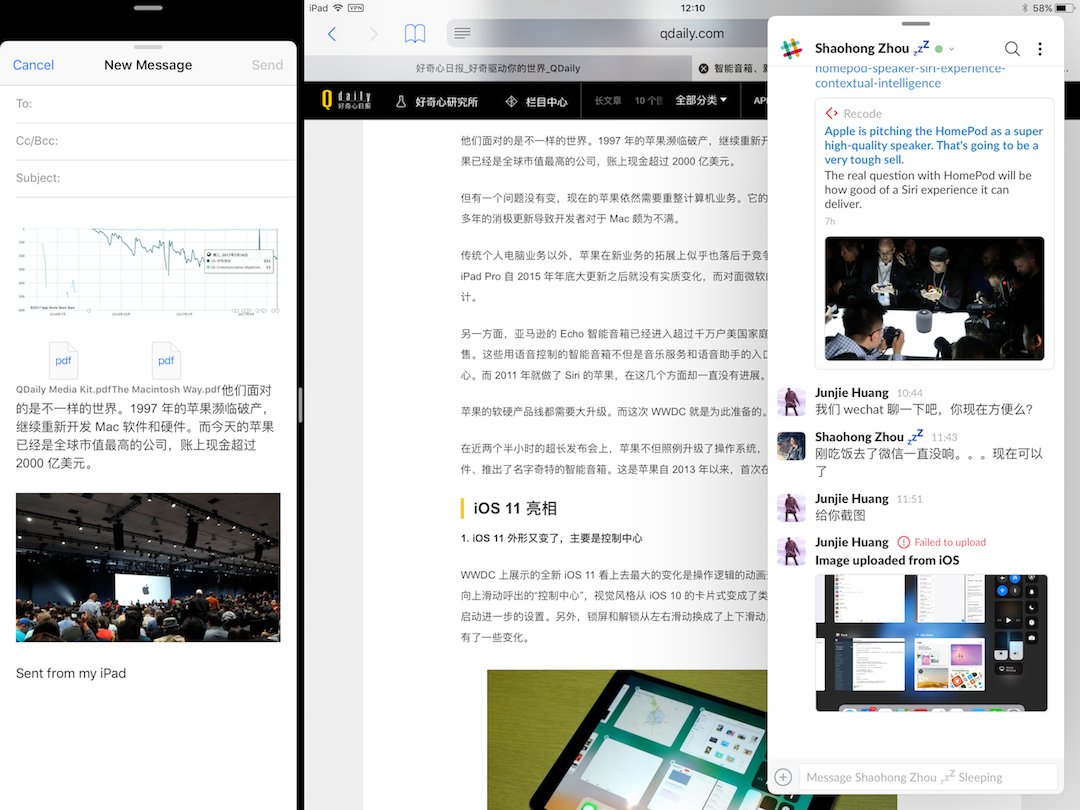 iPad
VPN
12:10
58%
Cancel
New Message
Send
To:
Cc/Bcc:
Subject:
pdf
pdf
QDaily Media Kit.pdfThe Macintosh Way.pdf他们面对
的是不一样的世界。1997 年的苹果濒临破产，
继续重新开发 Mac 软件和硬件。而今天的苹果
已经是全球市值最高的公司，账上现金超过
2000 亿美元。
Sent from my iPad
qdaily.com
好奇心日报_好奇驱动你的世界_QDaily
智能音箱、
Q daily
好奇心日报
好奇心研究所
栏目中心
长文章
10 个
全部分类
AP
他们面对的是不一样的世界。1997 年的苹果濒临破产，继续重新开
果已经是全球市值最高的公司，账上现金超过 2000 亿美元。
但有一个问题没有变，现在的苹果依然需要重整计算机业务。它的
多年的消极更新导致开发者对于 Mac 颇为不满。
传统个人电脑业务以外，苹果在新业务的拓展上似乎也落后于竞争
iPad Pro 自 2015 年年底大更新之后就没有实质变化，而对面微软的
计。
另一方面，亚马逊的 Echo 智能音箱已经进入超过千万户美国家庭
售。这些用语音控制的智能音箱不但是音乐服务和语音助手的入口
心。而 2011 年就做了 Siri 的苹果，在这几个方面却一直没有进展。
苹果的软硬产品线都需要大升级。而这次 WWDC 就是为此准备的。
在近两个半小时的超长发布会上，苹果不但照例升级了操作系统，
件、推出了名字奇特的智能音箱。这是苹果自 2013 年以来，首次在
iOS 11 亮相
1. iOS 11 外形又变了，主要是控制中心
WWDC 上展示的全新 iOS 11 看上去最大的变化是操作逻辑的动画
向上滑动呼出的“控制中心”，视觉风格从 iOS 10 的卡片式变成了类
启动进一步的设置。另外，锁屏和解锁从左右滑动换成了上下滑动
有了一些变化。
Shaohong Zhou zzZ
homepod-speaker-siri-experience-
contextual-intelligence
Recode
Apple is pitching the HomePod as a super
high-quality speaker. That's going to be a
very tough sell.
The real question with HomePod will be
how good of a Siri experience it can
deliver.
7h
Junjie Huang 10:44
我们 wechat 聊一下吧，你现在方便么？
Shaohong Zhou zzZ 11:43
刚吃饭去了微信一直没响。。。现在可以
了
Junjie Huang 11:51
给你截图
Junjie Huang Failed to upload
Image uploaded from iOS
Message Shaohong Zhou zzZ Sleeping